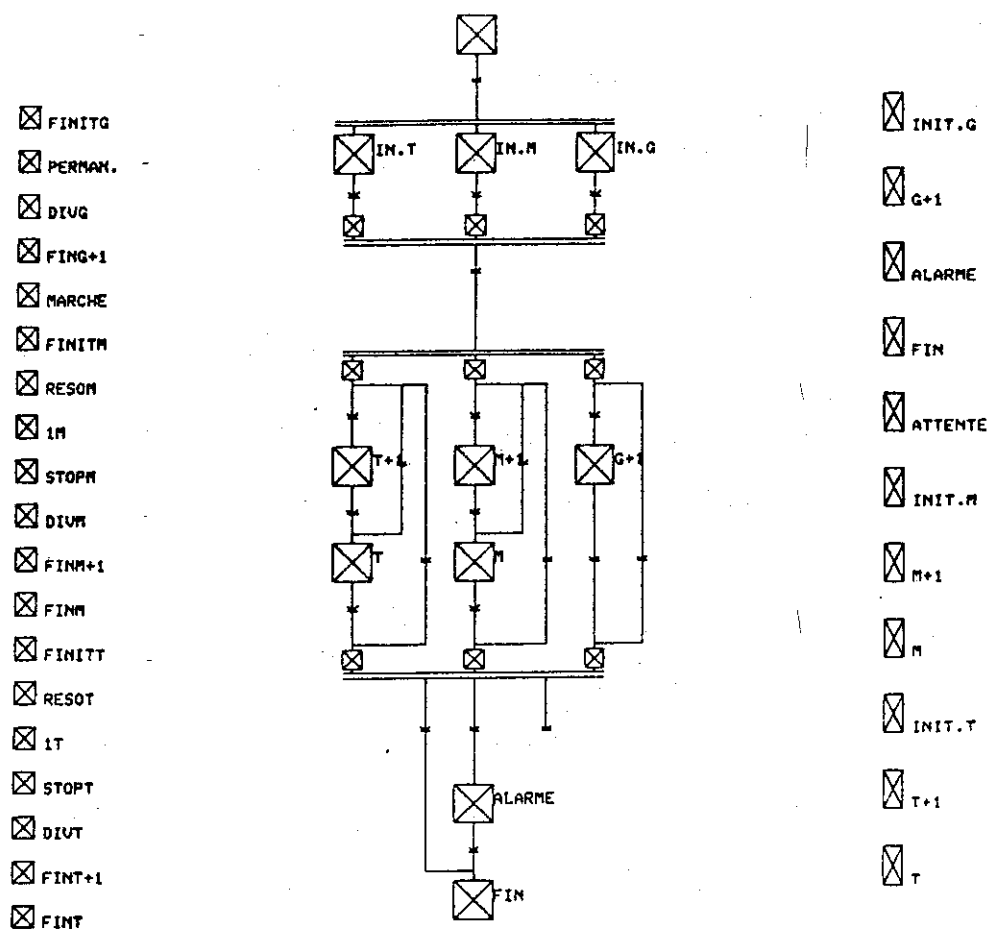 FINITG
PERMAN.
DIVG
FING+1
MARCHE
FINITM
RESOM
1M
STOPM
DIVM
FINM+1
FINM
FINITT
RESOT
1T
STOPT
DIVT
FINT+1
FINT
IN.T
IN.M
IN.G
T+1
M+1
G+1
T
M
ALARME
FIN
INIT.G
G+1
ALARME
FIN
ATTENTE
INIT.M
M+1
M
INIT.T
T+1
T